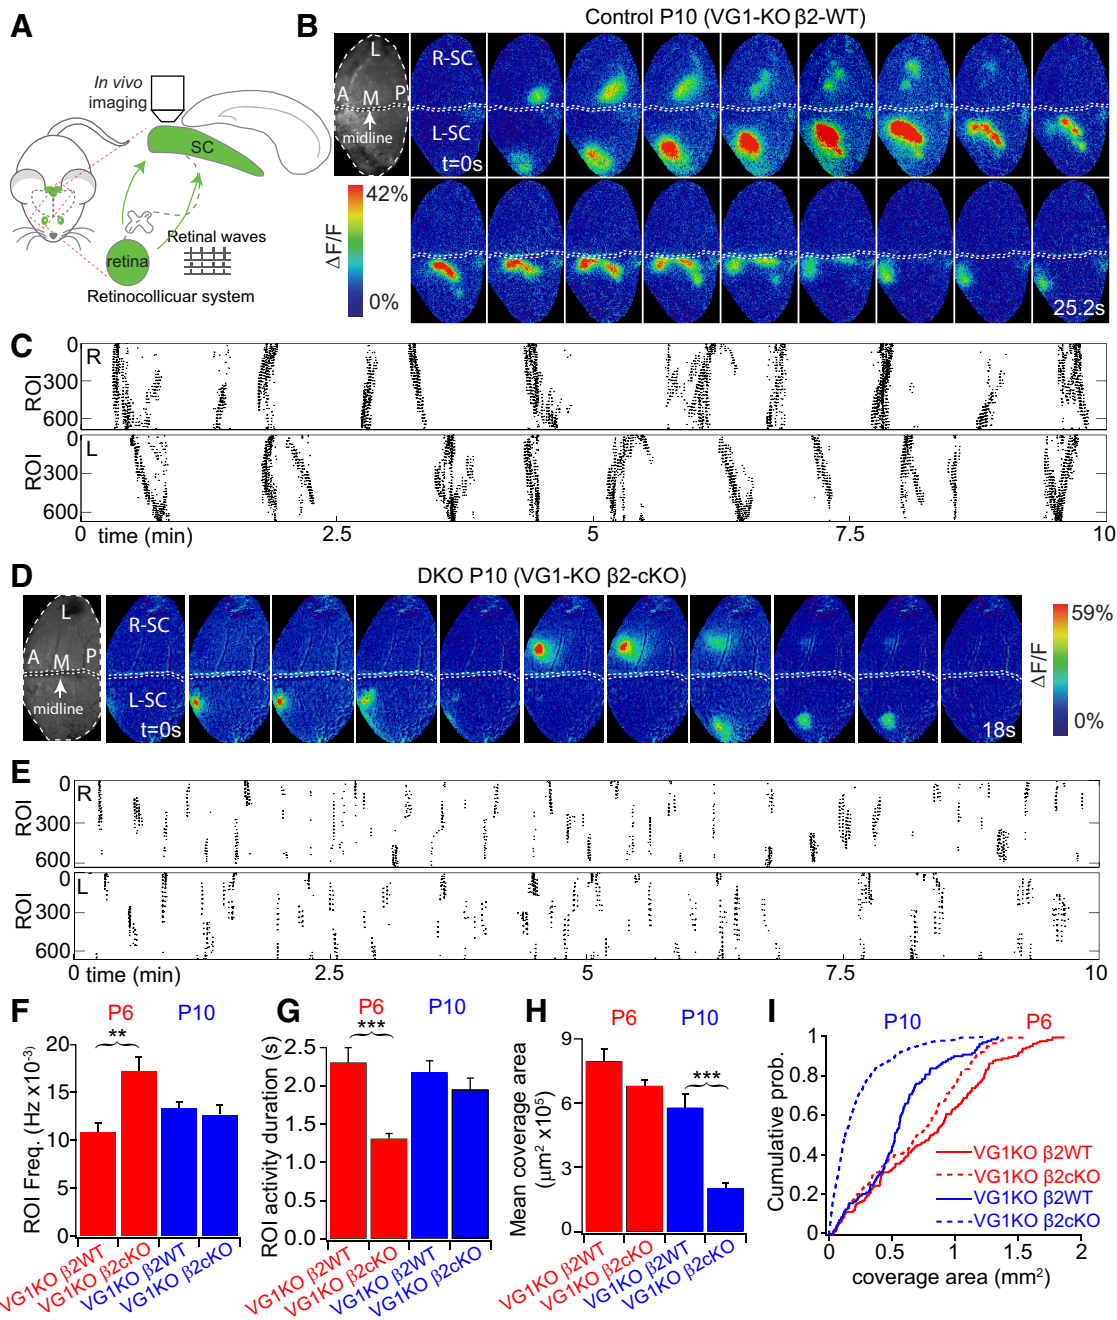 A
In vivo
imaging
SC
Retinal waves
retina
Retinocollicuar system
B
Control P10 (VG1-KO β2-WT)
L
A
M
P
midline
R-SC
L-SC
t=0s
42%
ΔF/F
0%
25.2s
C
0
R
300
ROI
600
0
L
300
ROI
600
0 time (min) 2.5 5 7.5 10
D
DKO P10 (VG1-KO β2-cKO)
L
A M P
midline
R-SC
L-SC
t=0s
18s
59%
ΔF/F
0%
E
0
R
300
ROI
600
0
L
300
ROI
600
0 time (min) 2.5 5 7.5 10
F
P6 P10
**
ROI Freq. (Hz x10-3)
20
15
10
5
0
VG1KO β2WT
VG1KO β2cKO
VG1KO β2WT
VG1KO β2cKO
G
P6 P10
***
ROI activity duration (s)
2.5
2.0
1.5
1.0
0.5
0.0
VG1KO β2WT
VG1KO β2cKO
VG1KO β2WT
VG1KO β2cKO
H
P6 P10
***
Mean coverage area
(μm2 x105)
9
6
3
0
VG1KO β2WT
VG1KO β2cKO
VG1KO β2WT
VG1KO β2cKO
I
P10 P6
Cumulative prob.
1
0.8
0.6
0.4
0.2
0
VG1KO β2WT
VG1KO β2cKO
VG1KO β2WT
VG1KO β2cKO
0 0.5 1 1.5 2
coverage area (mm2)